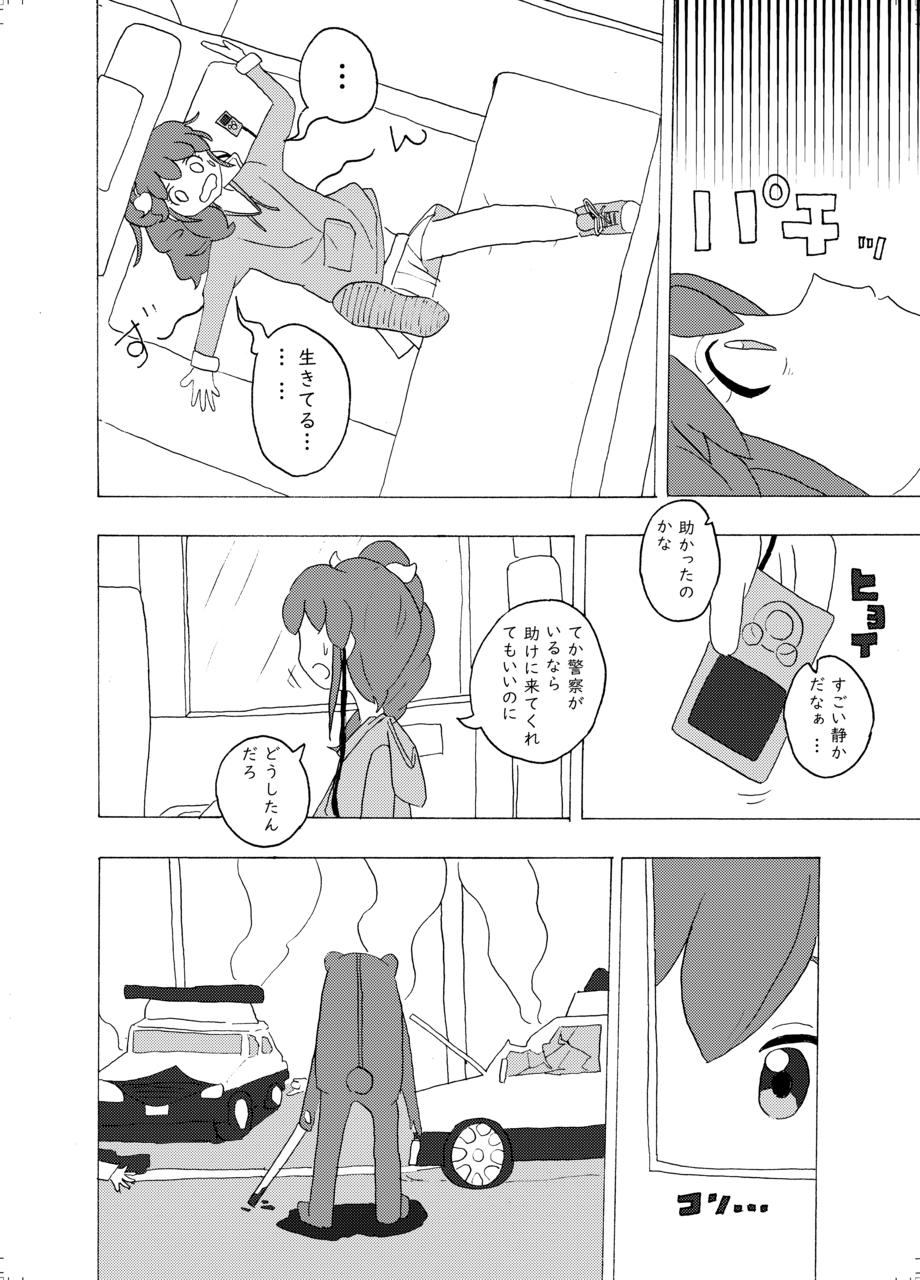 パチッ
…
ん
ず
生きてる…
… …
助かったの
かな
ヒョイ
すごい静か
だなぁ…
てか警察が
いるなら
助けに来てくれ
てもいいのに
どうしたん
だろ
コツ...